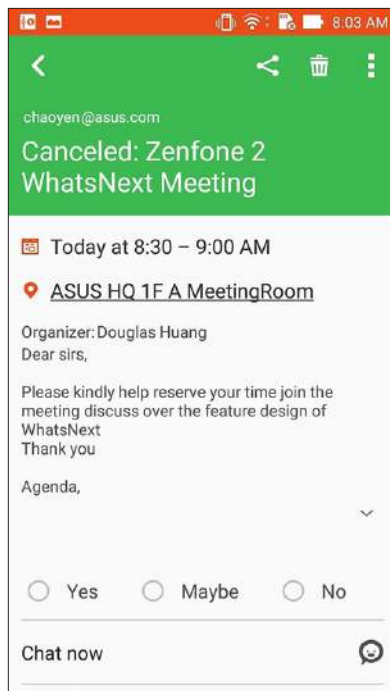 8:03 AM
chaoyen@asus.com
Canceled: Zenfone 2
WhatsNext Meeting
Today at 8:30 – 9:00 AM
ASUS HQ 1F A MeetingRoom
Organizer: Douglas Huang
Dear sirs,
Please kindly help reserve your time join the
meeting discuss over the feature design of
WhatsNext
Thank you
Agenda,
Yes Maybe No
Chat now